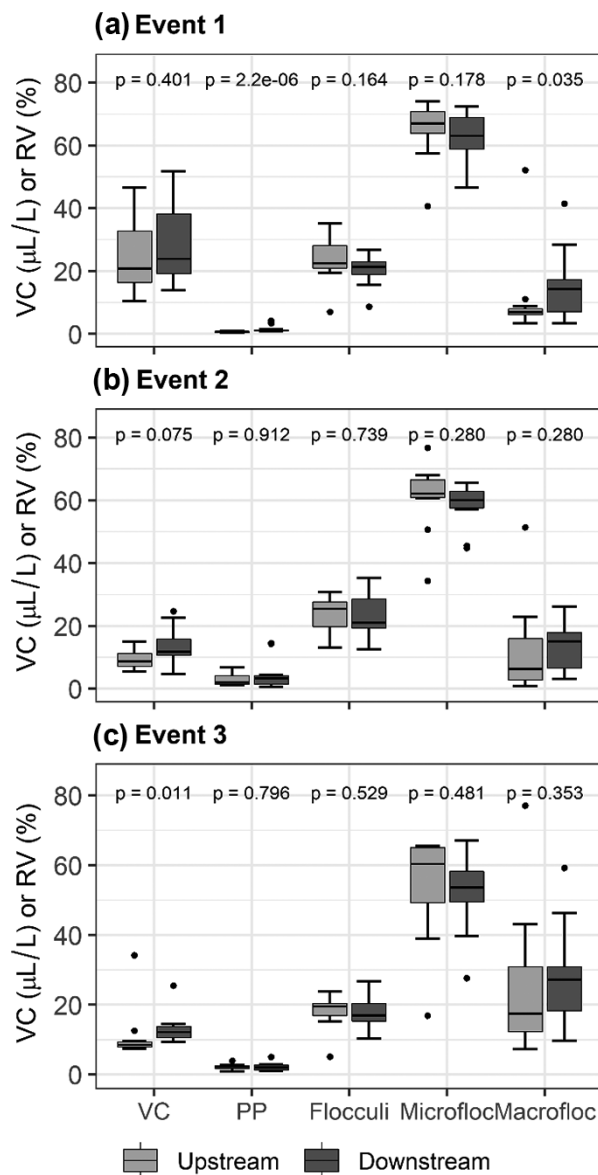 (a) Event 1
p = 0.401 p = 2.2e-06 p = 0.164 p = 0.178 p = 0.035
80
60
40
20
0
VC (μL/L) or RV (%)
(b) Event 2
p = 0.075 p = 0.912 p = 0.739 p = 0.280 p = 0.280
80
60
40
20
0
VC (μL/L) or RV (%)
(c) Event 3
p = 0.011 p = 0.796 p = 0.529 p = 0.481 p = 0.353
80
60
40
20
0
VC (μL/L) or RV (%)
VC PP Flocculi Microfloc Macrofloc
Upstream Downstream